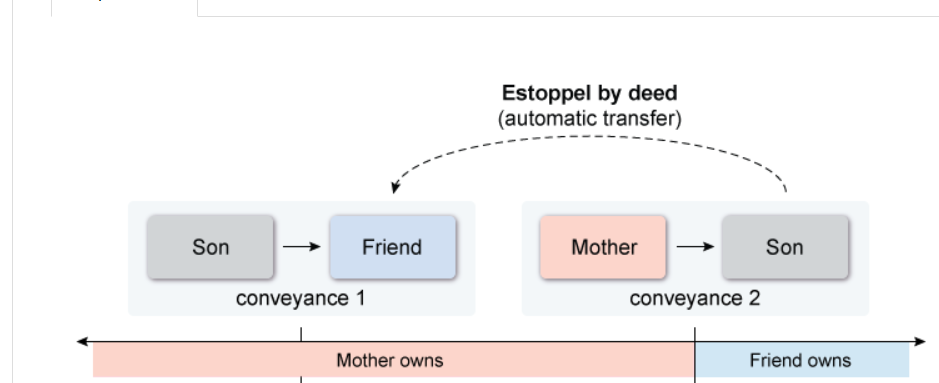 Estoppel by deed
(automatic transfer)
Son
Friend
Mother
Son
conveyance 1
conveyance 2
Mother owns
Friend owns